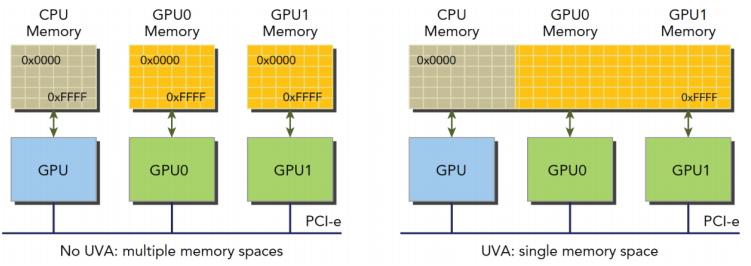 CPU Memory
GPU0 Memory
GPU1 Memory
0x0000
0xFFFF
0x0000
0xFFFF
0x0000
0xFFFF
GPU
GPU0
GPU1
PCI-e
No UVA: multiple memory spaces
CPU Memory
GPU0 Memory
GPU1 Memory
0x0000
0xFFFF
GPU
GPU0
GPU1
PCI-e
UVA: single memory space